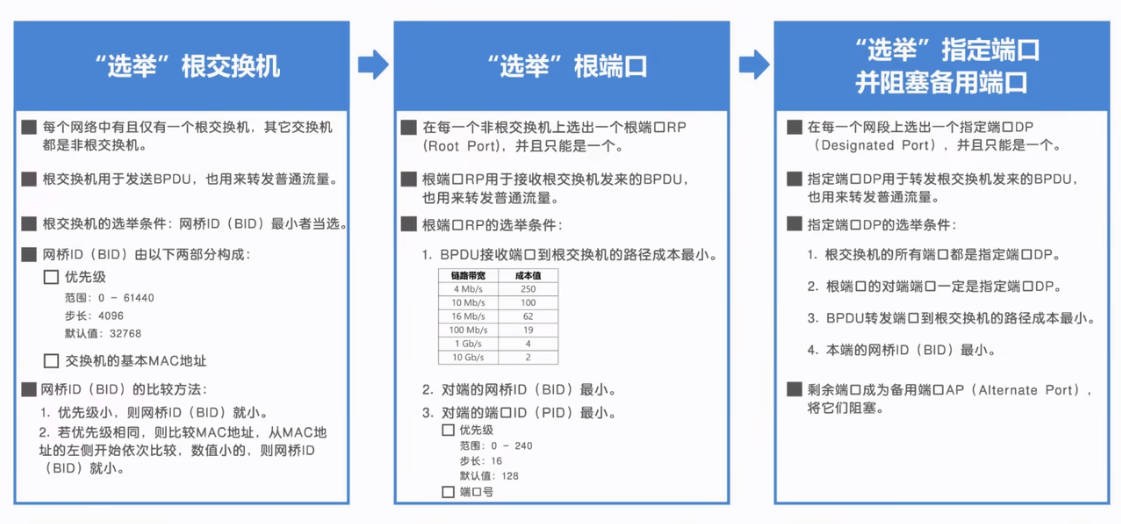 “选举”根交换机
每个网络中有且仅有一个根交换机，其它交换机
都是非根交换机。
根交换机用于发送BPDU，也用来转发普通流量。
根交换机的选举条件：网桥ID（BID）最小者当选。
网桥ID（BID）由以下两部分构成：
优先级
范围：0 - 61440
步长：4096
默认值：32768
交换机的基本MAC地址
网桥ID（BID）的比较方法：
1. 优先级小，则网桥ID（BID）就小。
2. 若优先级相同，则比较MAC地址，从MAC地
址的左侧开始依次比较，数值小的，则网桥ID
（BID）就小。
“选举”根端口
在每一个非根交换机上选出一个根端口RP
(Root Port)，并且只能是一个。
根端口RP用于接收根交换机发来的BPDU，
也用来转发普通流量。
根端口RP的选举条件：
1. BPDU接收端口到根交换机的路径成本最小。
链路带宽 成本值
4 Mb/s 250
10 Mb/s 100
16 Mb/s 62
100 Mb/s 19
1 Gb/s 4
10 Gb/s 2
2. 对端的网桥ID（BID）最小。
3. 对端的端口ID（PID）最小。
优先级
范围：0 - 240
步长：16
默认值：128
端口号
“选举”指定端口
并阻塞备用端口
在每一个网段上选出一个指定端口DP
（Designated Port），并且只能是一个。
指定端口DP用于转发根交换机发来的BPDU，
也用来转发普通流量。
指定端口DP的选举条件：
1. 根交换机的所有端口都是指定端口DP。
2. 根端口的对端端口一定是指定端口DP。
3. BPDU转发端口到根交换机的路径成本最小。
4. 本端的网桥ID（BID）最小。
剩余端口成为备用端口AP（Alternate Port），
将它们阻塞。